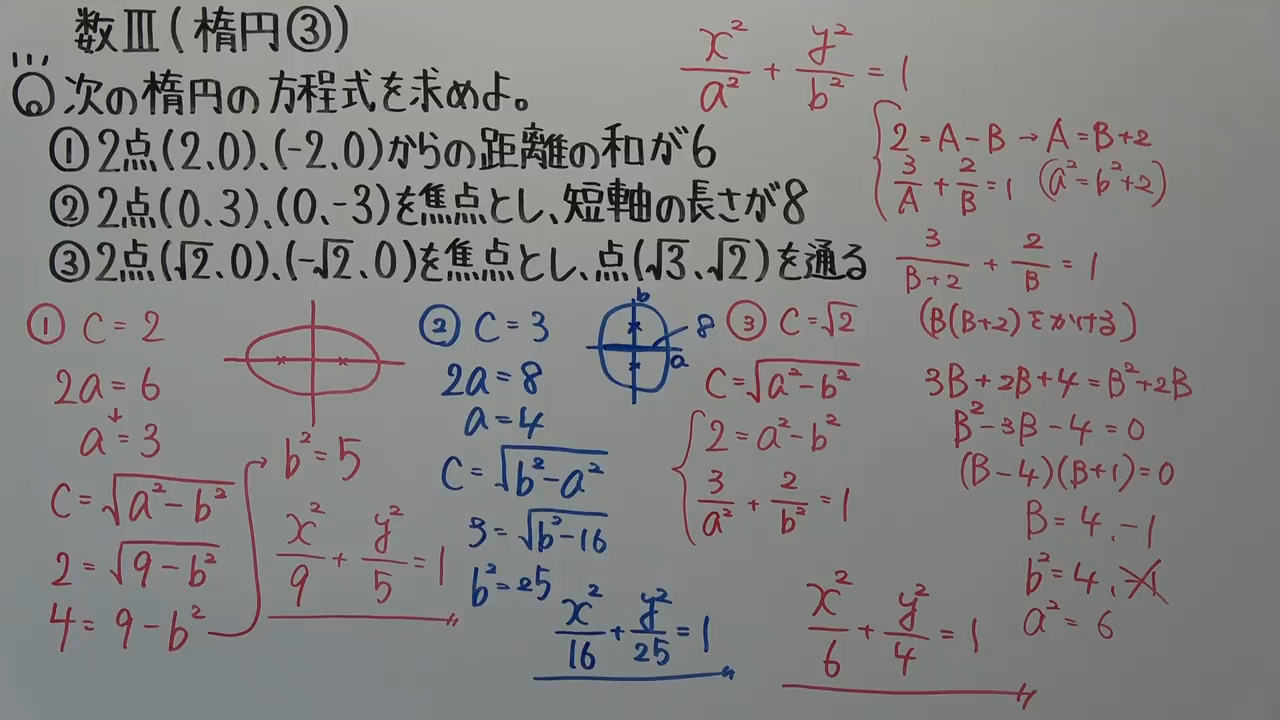 数Ⅲ(楕円③)
Q 次の楕円の方程式を求めよ。
①2点(2,0)、(-2,0)からの距離の和が6
②2点(0,3)、(0,-3)を焦点とし、短軸の長さが8
③2点(√2,0)、(-√2,0)を焦点とし、点(√3,√2)を通る
① C=2
2a=6
a=3
C=√(a²-b²)
2=√(9-b²)
4=9-b²
b²=5
x²/9+y²/5=1
② C=3
b
8
a
2a=8
a=4
C=√(b²-a²)
3=√(b²-16)
b²=25
x²/16+y²/25=1
③ C=√2
C=√(a²-b²)
2=a²-b²
3/a²+2/b²=1
x²/a²+y²/b²=1
2=A-B→A=B+2
3/A+2/B=1 (a²=b²+2)
3/(B+2)+2/B=1
(B(B+2)をかける)
3B+2B+4=B²+2B
B²-3B-4=0
(B-4)(B+1)=0
B=4,-1
b²=4,-1
a²=6
x²/6+y²/4=1